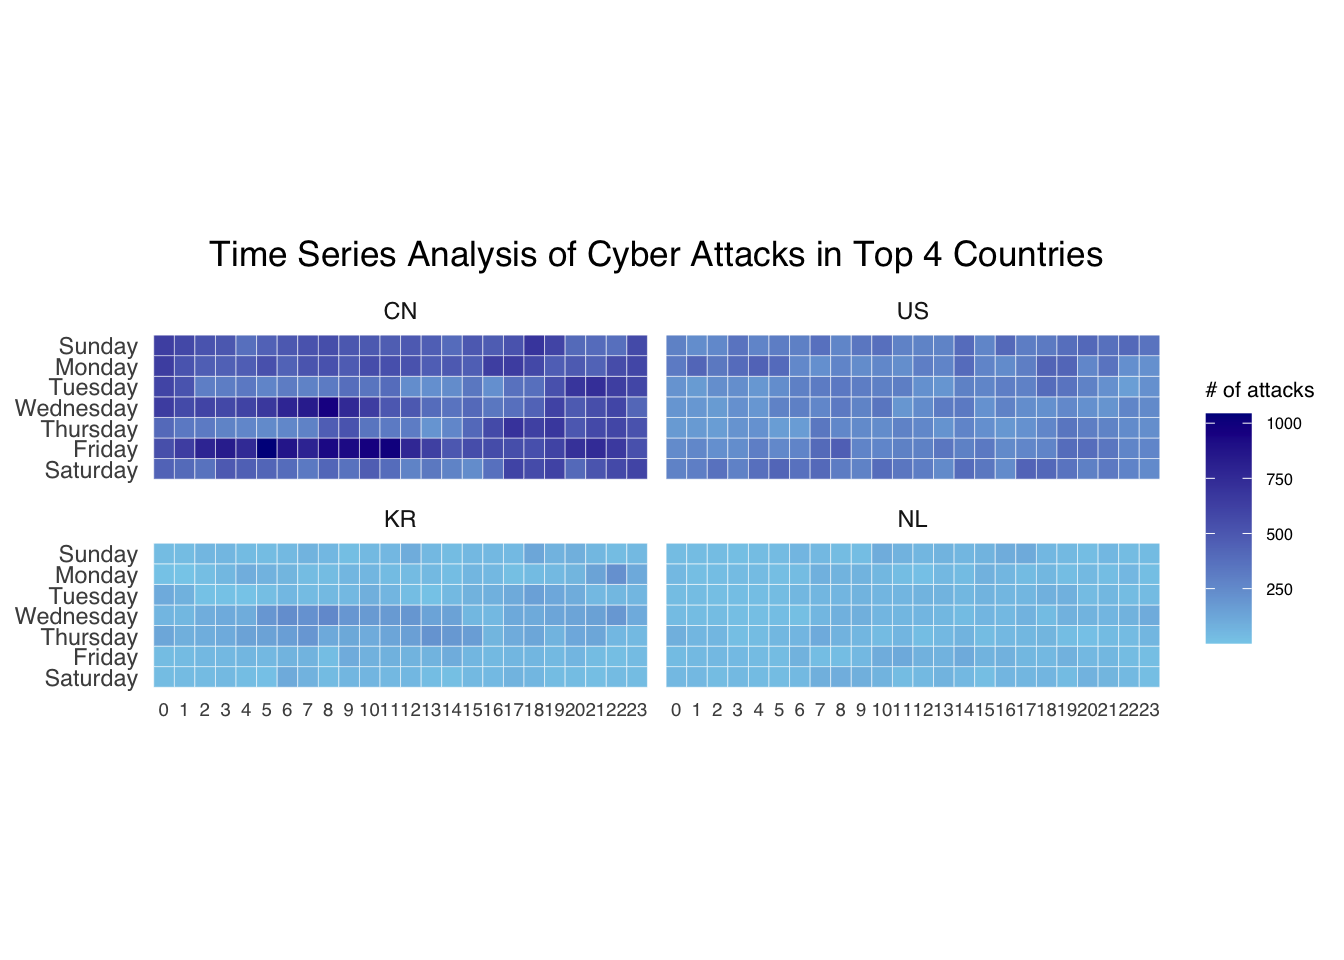 Time Series Analysis of Cyber Attacks in Top 4 Countries
CN
US
Sunday
Monday
Tuesday
Wednesday
Thursday
Friday
Saturday
KR
NL
Sunday
Monday
Tuesday
Wednesday
Thursday
Friday
Saturday
0 1 2 3 4 5 6 7 8 9 10 11 12 13 14 15 16 17 18 19 20 21 22 23
0 1 2 3 4 5 6 7 8 9 10 11 12 13 14 15 16 17 18 19 20 21 22 23
# of attacks
1000
750
500
250